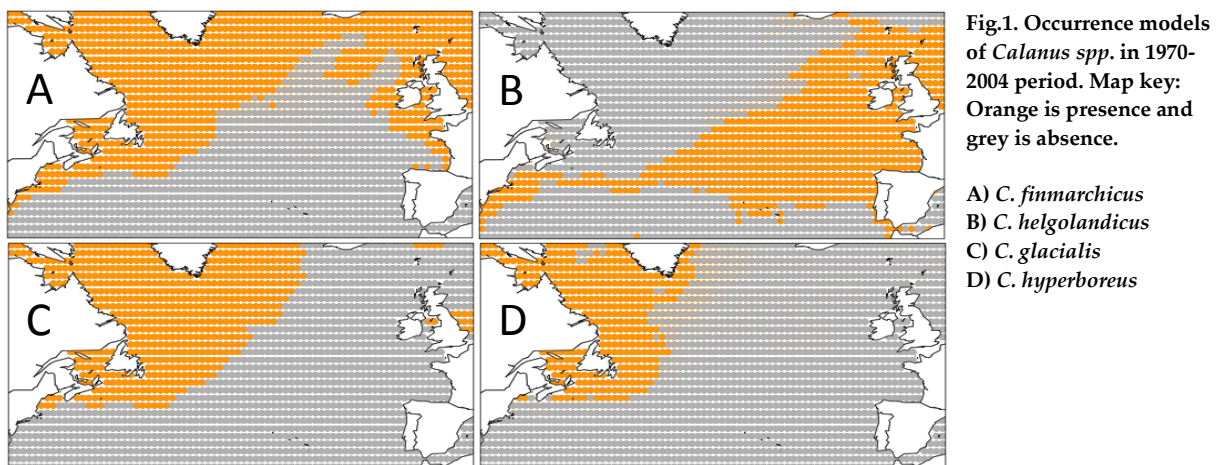 A
B
C
D
Fig.1. Occurrence models
of Calanus spp. in 1970-
2004 period. Map key:
Orange is presence and
grey is absence.
A) C. finmarchicus
B) C. helgolandicus
C) C. glacialis
D) C. hyperboreus